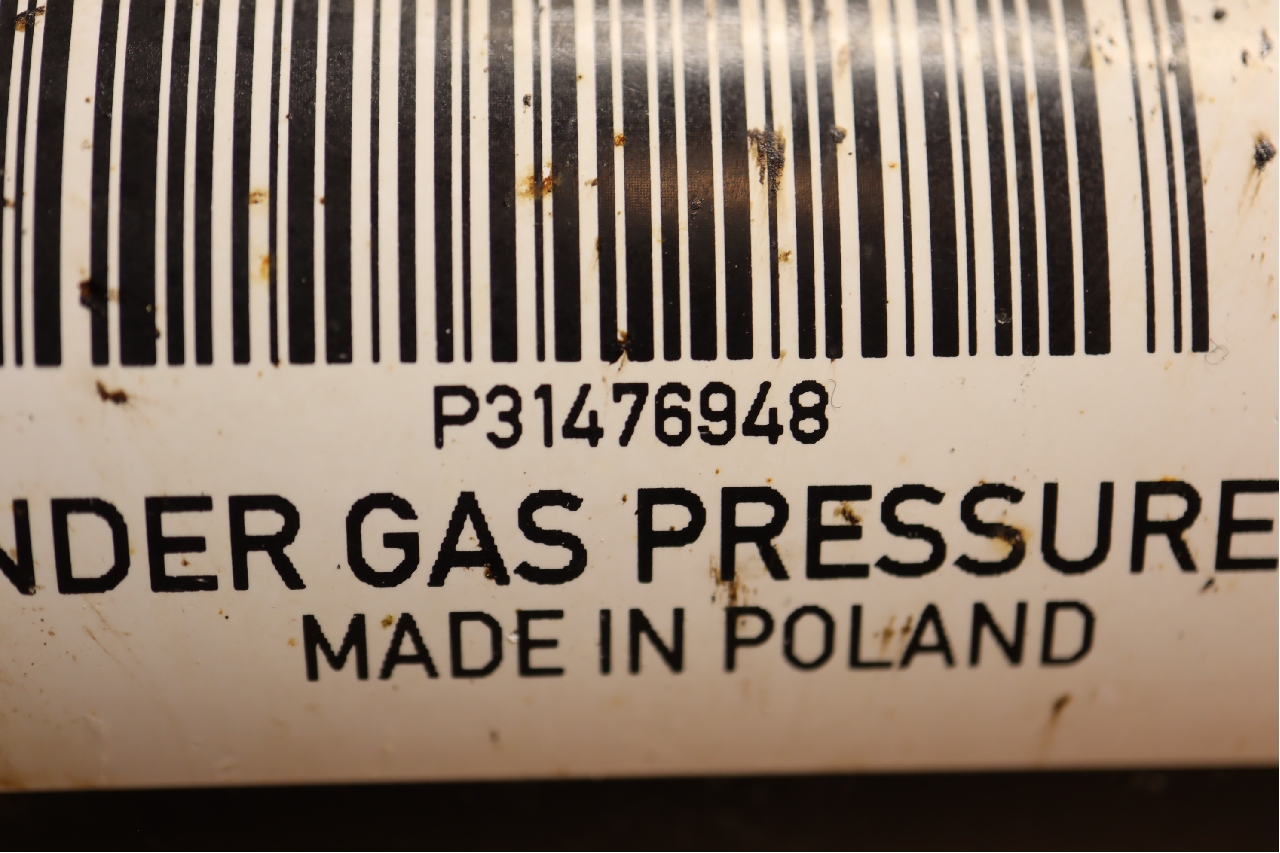 P31476948
NDER GAS PRESSURE
MADE IN POLAND